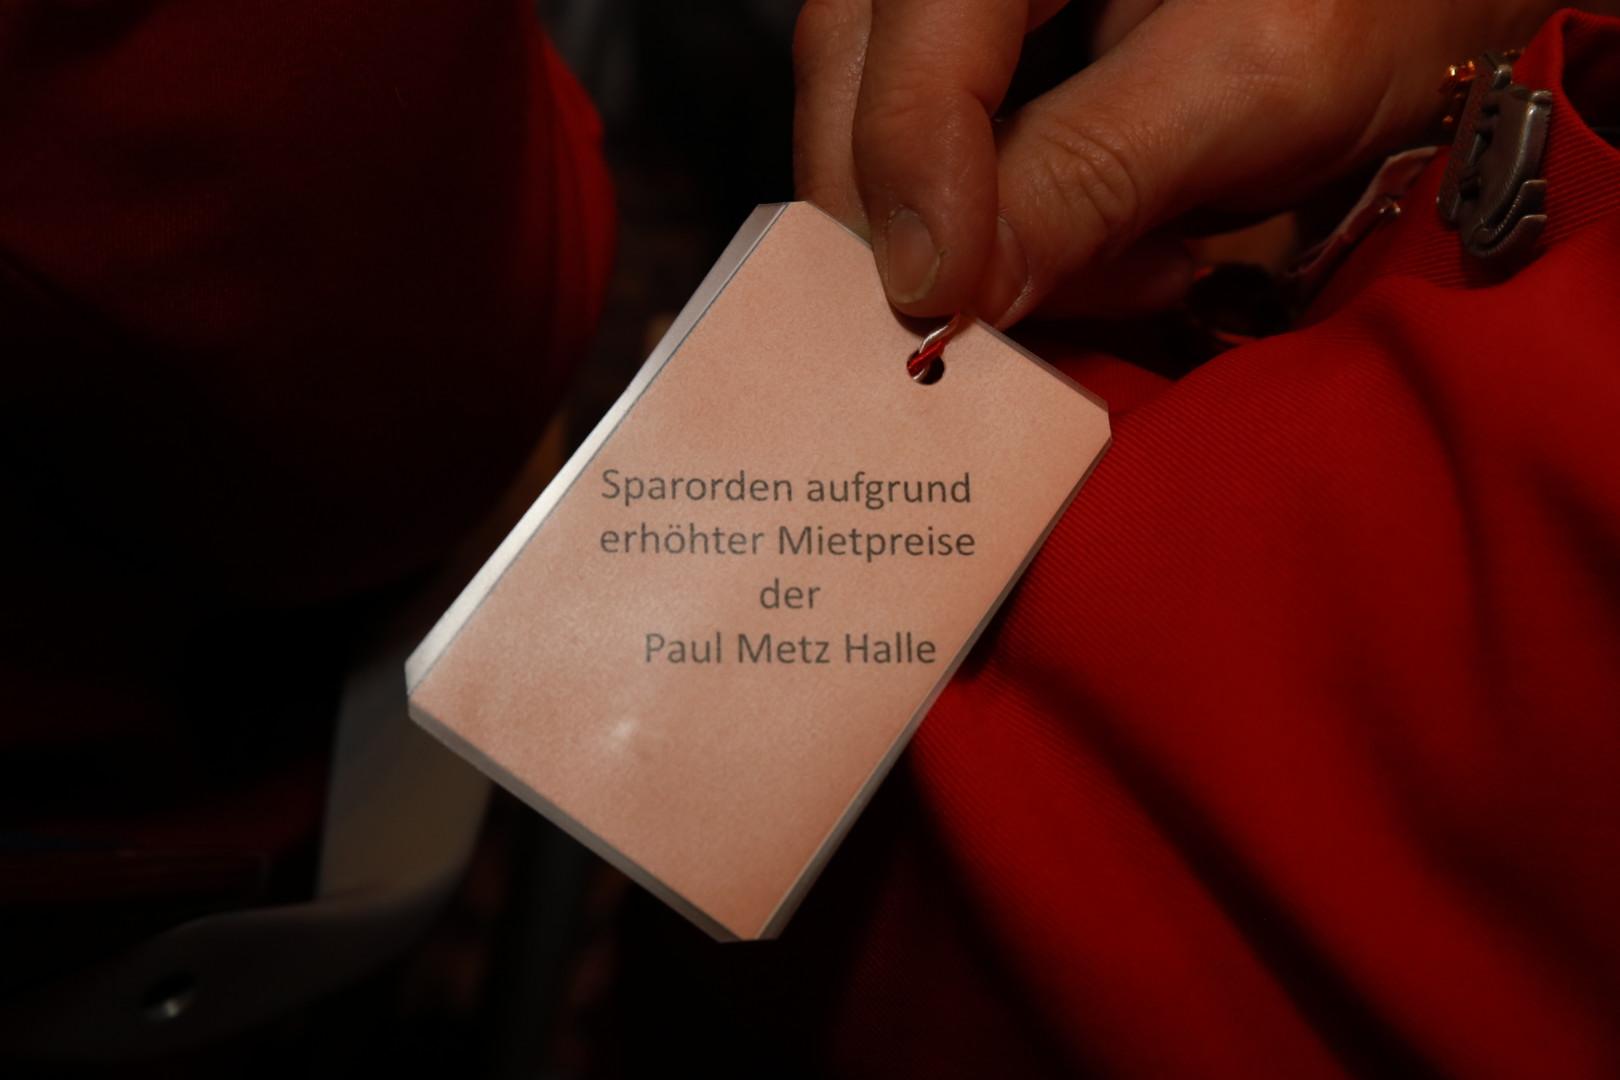 Sparorden aufgrund
erhöhter Mietpreise
der
Paul Metz Halle